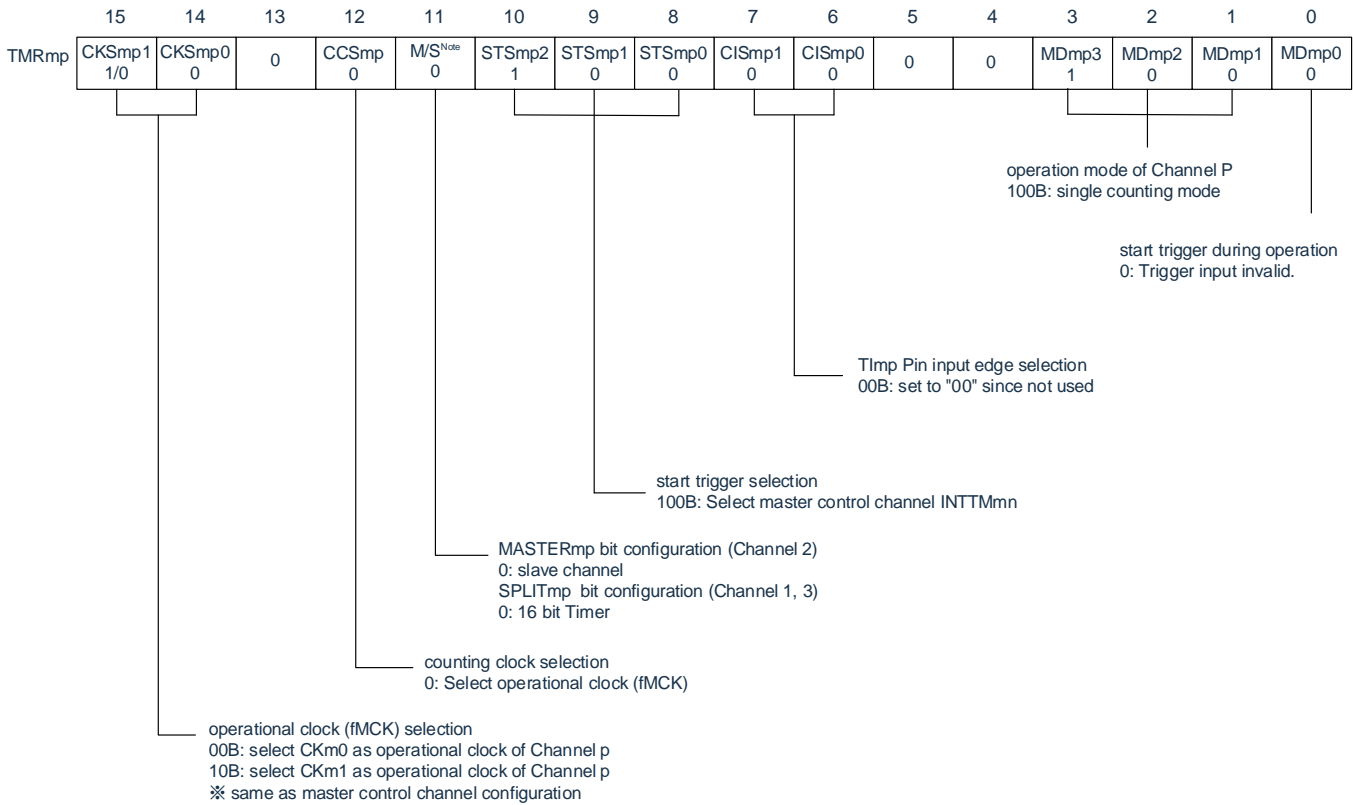 15 14 13 12 11 10 9 8 7 6 5 4 3 2 1 0
TMRmp CKSmp1 CKSmp0 0 CCSmp M/S^Note STSmp2 STSmp1 STSmp0 CISmp1 CISmp0 0 0 MDmp3 MDmp2 MDmp1 MDmp0
1/0 0 0 0 1 0 0 0 0 1 0 0 0
operation mode of Channel P
100B: single counting mode
start trigger during operation
0: Trigger input invalid.
TImp Pin input edge selection
00B: set to "00" since not used
start trigger selection
100B: Select master control channel INTTMmn
MASTERmp bit configuration (Channel 2)
0: slave channel
SPLITmp bit configuration (Channel 1, 3)
0: 16 bit Timer
counting clock selection
0: Select operational clock (fMCK)
operational clock (fMCK) selection
00B: select CKm0 as operational clock of Channel p
10B: select CKm1 as operational clock of Channel p
※ same as master control channel configuration